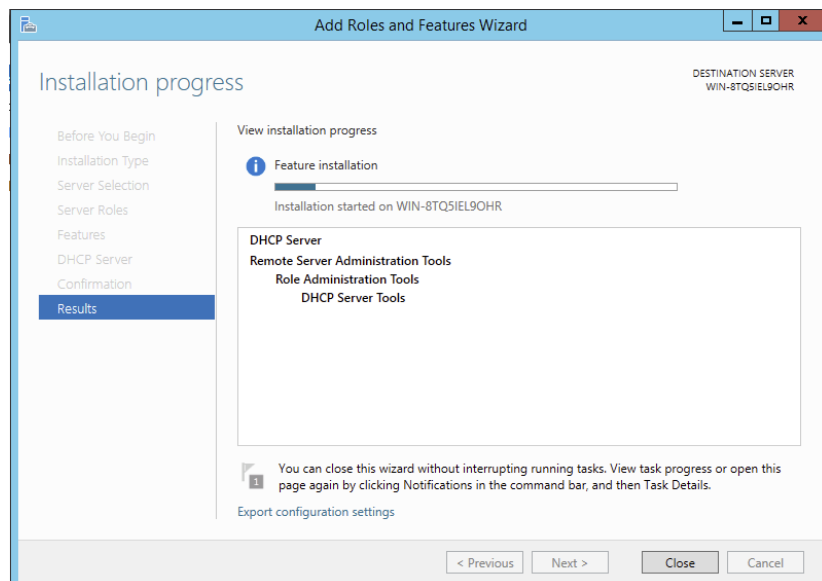 Add Roles and Features Wizard
Installation progress
DESTINATION SERVER
WIN-8TQ5IEL9OHR
Before You Begin
Installation Type
Server Selection
Server Roles
Features
DHCP Server
Confirmation
Results
View installation progress
Feature installation
Installation started on WIN-8TQ5IEL9OHR
DHCP Server
Remote Server Administration Tools
Role Administration Tools
DHCP Server Tools
1
You can close this wizard without interrupting running tasks. View task progress or open this
page again by clicking Notifications in the command bar, and then Task Details.
Export configuration settings
< Previous
Next >
Close
Cancel